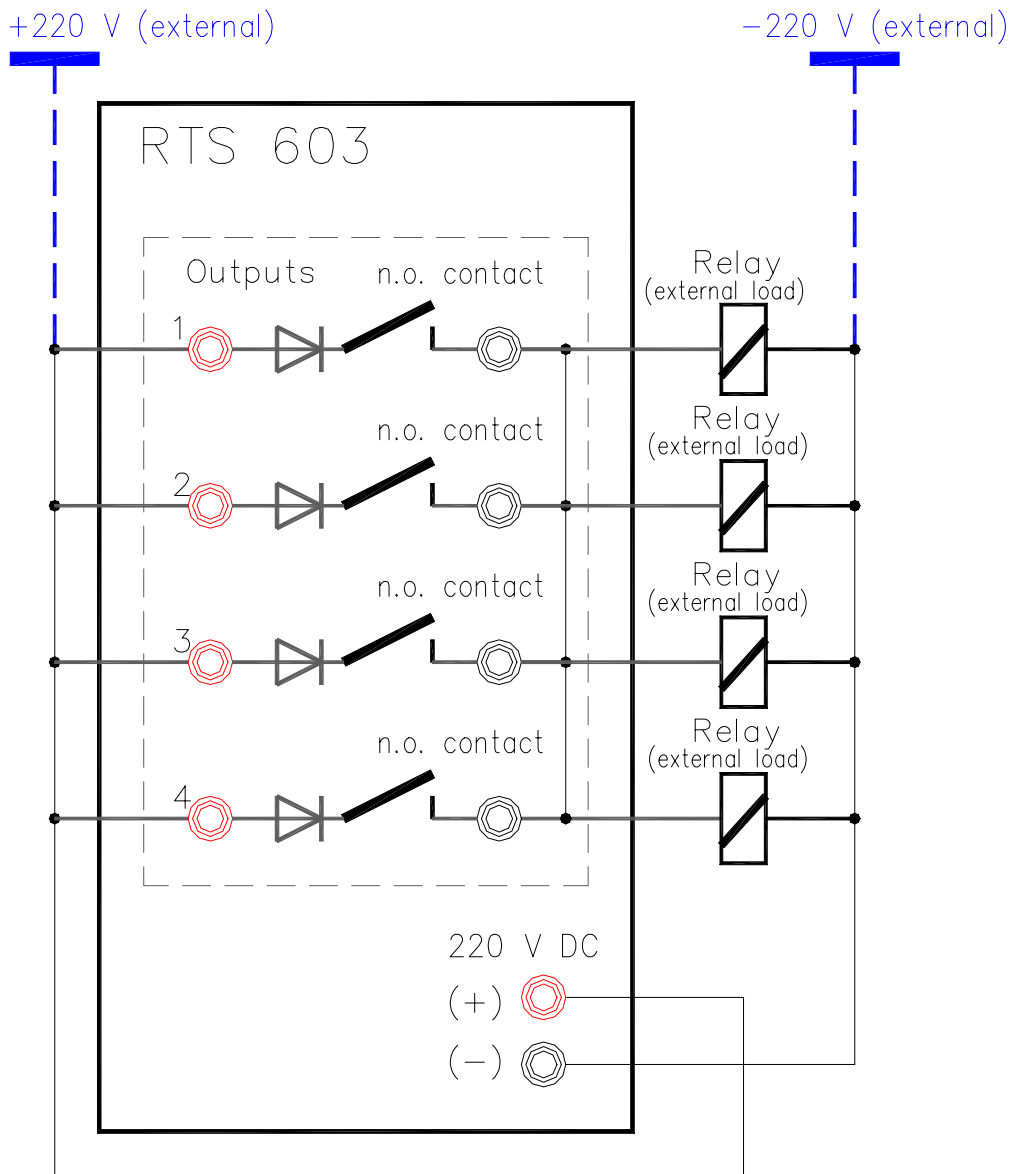 +220 V (external)
-220 V (external)
RTS 603
Outputs
n.o. contact
Relay
(external load)
1
n.o. contact
Relay
(external load)
2
n.o. contact
Relay
(external load)
3
n.o. contact
Relay
(external load)
4
220 V DC
(+)
(-)